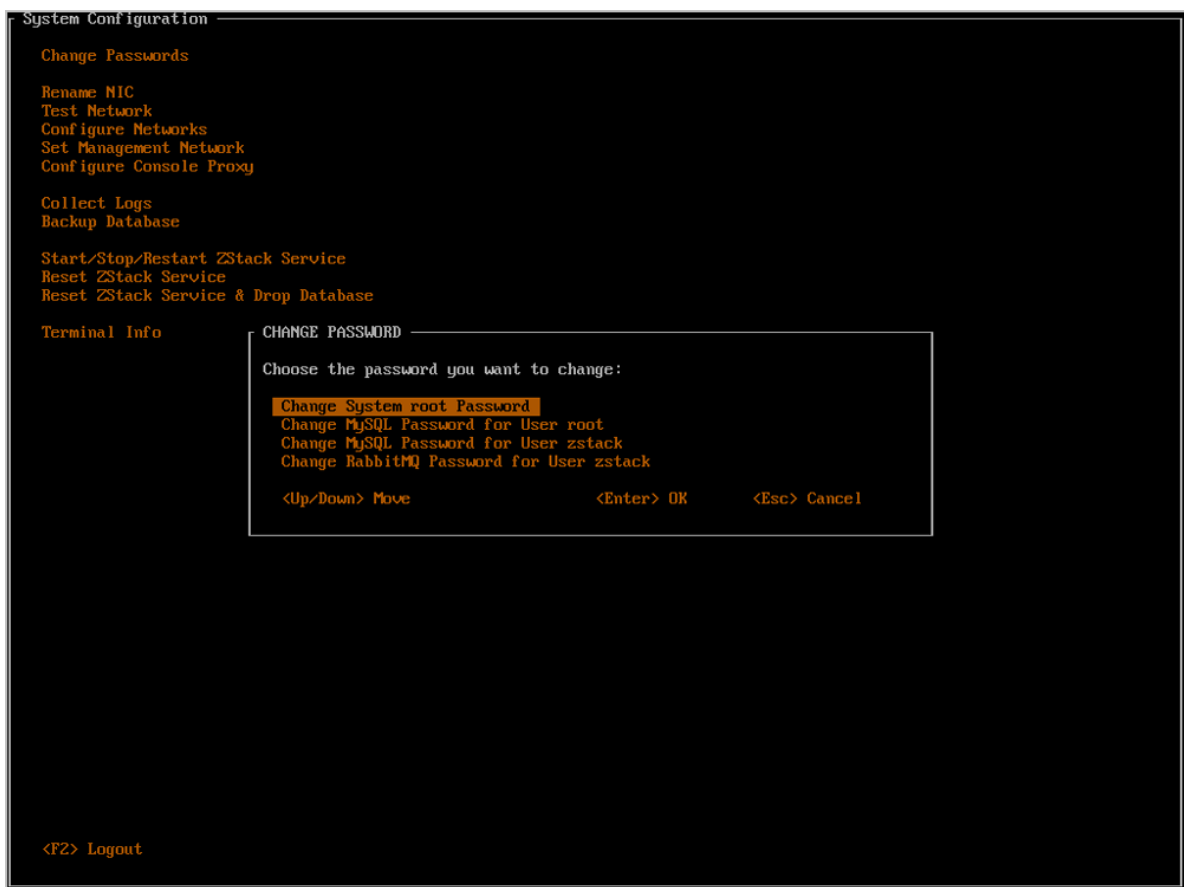 System Configuration
Change Passwords
Rename NIC
Test Network
Configure Networks
Set Management Network
Configure Console Proxy
Collect Logs
Backup Database
Start/Stop/Restart ZStack Service
Reset ZStack Service
Reset ZStack Service & Drop Database
Terminal Info
CHANGE PASSWORD
Choose the password you want to change:
Change System root Password
Change MySQL Password for User root
Change MySQL Password for User zstack
Change RabbitMQ Password for User zstack
<Up/Down> Move <Enter> OK <Esc> Cancel
<F2> Logout